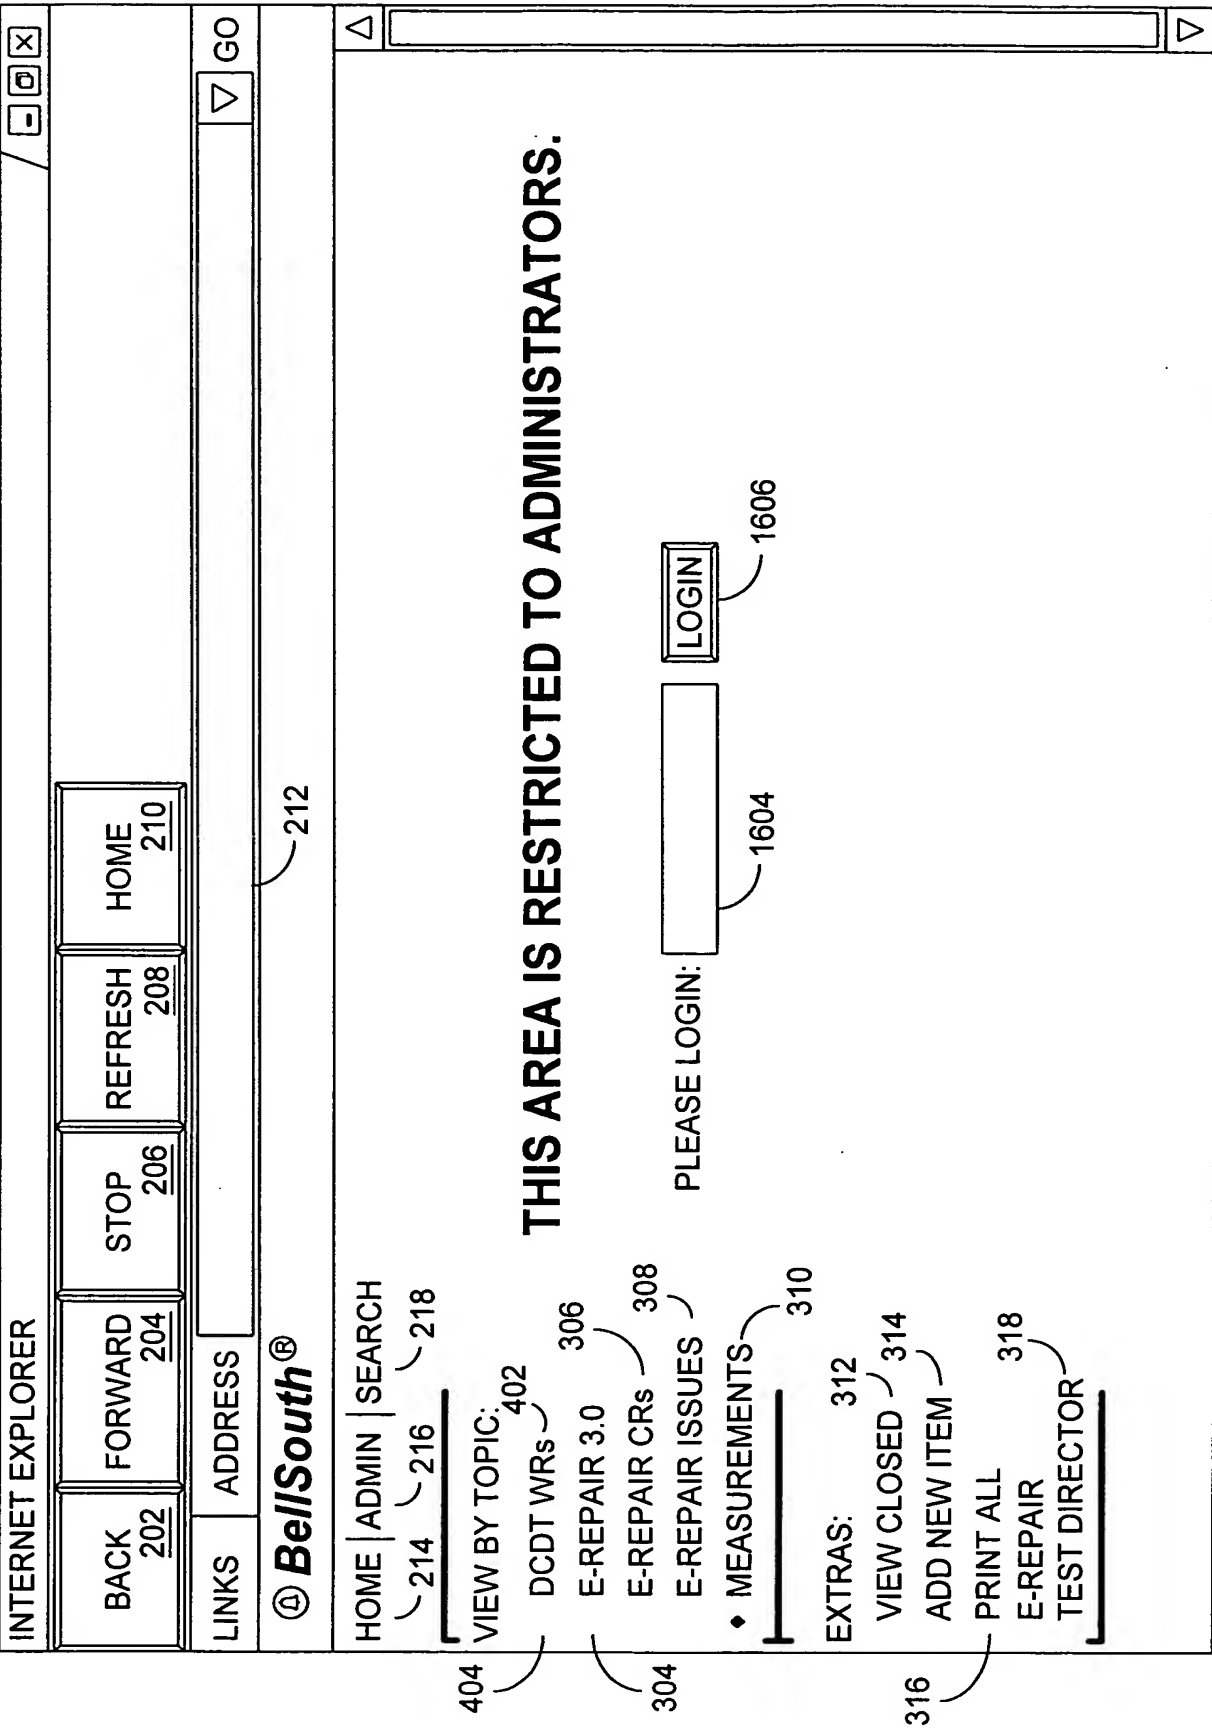 INTERNET EXPLORER
BACK 202
FORWARD 204
STOP 206
REFRESH 208
HOME 210
LINKS
ADDRESS
GO
212
BellSouth®
HOME | ADMIN | SEARCH
214
216
218
VIEW BY TOPIC:
402
404
DCDT WRs
E-REPAIR 3.0
304
306
E-REPAIR CRs
308
E-REPAIR ISSUES
• MEASUREMENTS
310
EXTRAS:
312
VIEW CLOSED
314
ADD NEW ITEM
PRINT ALL
316
E-REPAIR
318
TEST DIRECTOR
THIS AREA IS RESTRICTED TO ADMINISTRATORS.
PLEASE LOGIN:
LOGIN
1604
1606